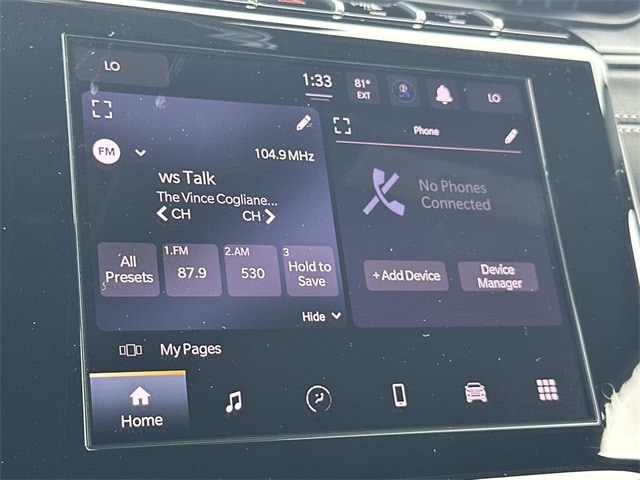 LO
1:33
81°
EXT
LO
FM
104.9 MHz
ws Talk
The Vince Cogliane...
CH
CH
All
Presets
1.FM
87.9
2.AM
530
3
Hold to
Save
Hide
Phone
No Phones
Connected
+ Add Device
Device
Manager
My Pages
Home